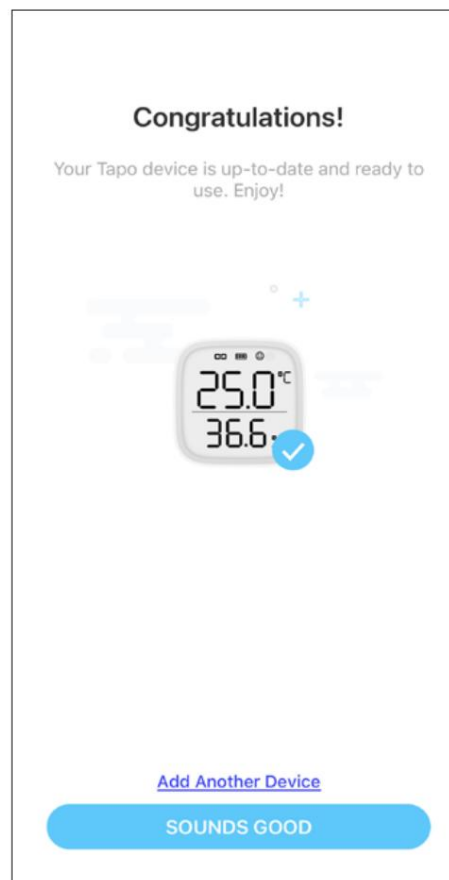 Congratulations!
Your Tapo device is up-to-date and ready to
use. Enjoy!
25.0°C
36.6
Add Another Device
SOUNDS GOOD